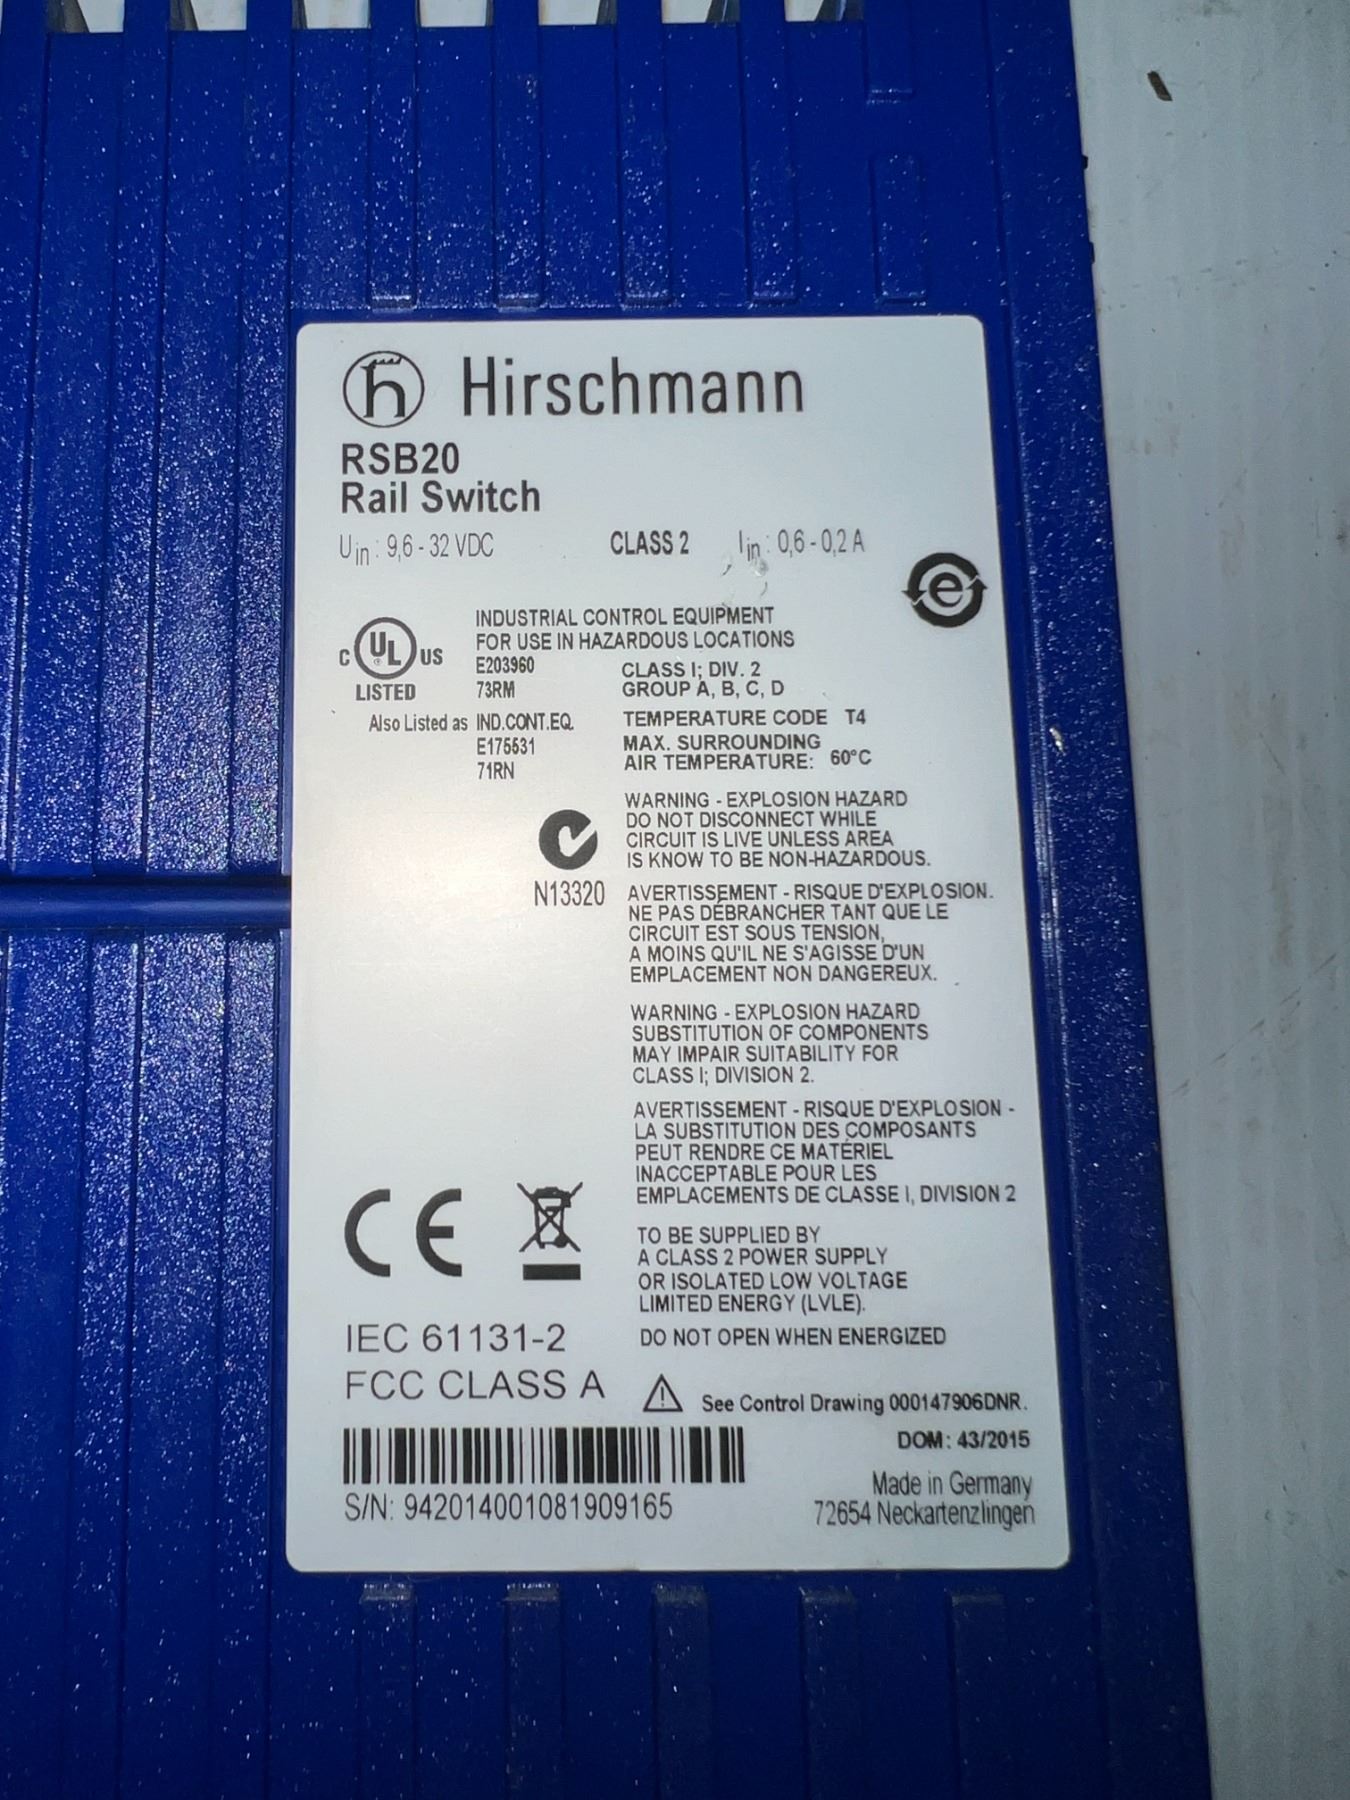 Hirschmann
RSB20
Rail Switch
Uin : 9,6 - 32 VDC CLASS 2 Iin : 0,6 - 0,2 A
INDUSTRIAL CONTROL EQUIPMENT
FOR USE IN HAZARDOUS LOCATIONS
C UL US
LISTED
E203960
73RM
CLASS I; DIV. 2
GROUP A, B, C, D
Also Listed as IND.CONT.EQ.
E175531
71RN
TEMPERATURE CODE T4
MAX. SURROUNDING
AIR TEMPERATURE: 60°C
N13320
WARNING - EXPLOSION HAZARD
DO NOT DISCONNECT WHILE
CIRCUIT IS LIVE UNLESS AREA
IS KNOW TO BE NON-HAZARDOUS.
AVERTISSEMENT - RISQUE D'EXPLOSION.
NE PAS DÉBRANCHER TANT QUE LE
CIRCUIT EST SOUS TENSION,
A MOINS QU'IL NE S'AGISSE D'UN
EMPLACEMENT NON DANGEREUX.
WARNING - EXPLOSION HAZARD
SUBSTITUTION OF COMPONENTS
MAY IMPAIR SUITABILITY FOR
CLASS I; DIVISION 2.
AVERTISSEMENT - RISQUE D'EXPLOSION -
LA SUBSTITUTION DES COMPOSANTS
PEUT RENDRE CE MATÉRIEL
INACCEPTABLE POUR LES
EMPLACEMENTS DE CLASSE I, DIVISION 2
TO BE SUPPLIED BY
A CLASS 2 POWER SUPPLY
OR ISOLATED LOW VOLTAGE
LIMITED ENERGY (LVLE).
DO NOT OPEN WHEN ENERGIZED
CE
IEC 61131-2
FCC CLASS A
See Control Drawing 000147906DNR.
DOM: 43/2015
Made in Germany
72654 Neckartenzlingen
S/N: 942014001081909165